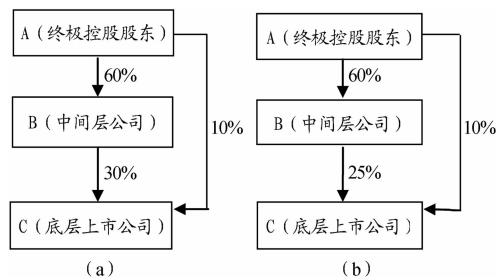 A（终极控股股东）
60%
B（中间层公司）
10%
30%
C（底层上市公司）
（a）
A（终极控股股东）
60%
B（中间层公司）
10%
25%
C（底层上市公司）
（b）